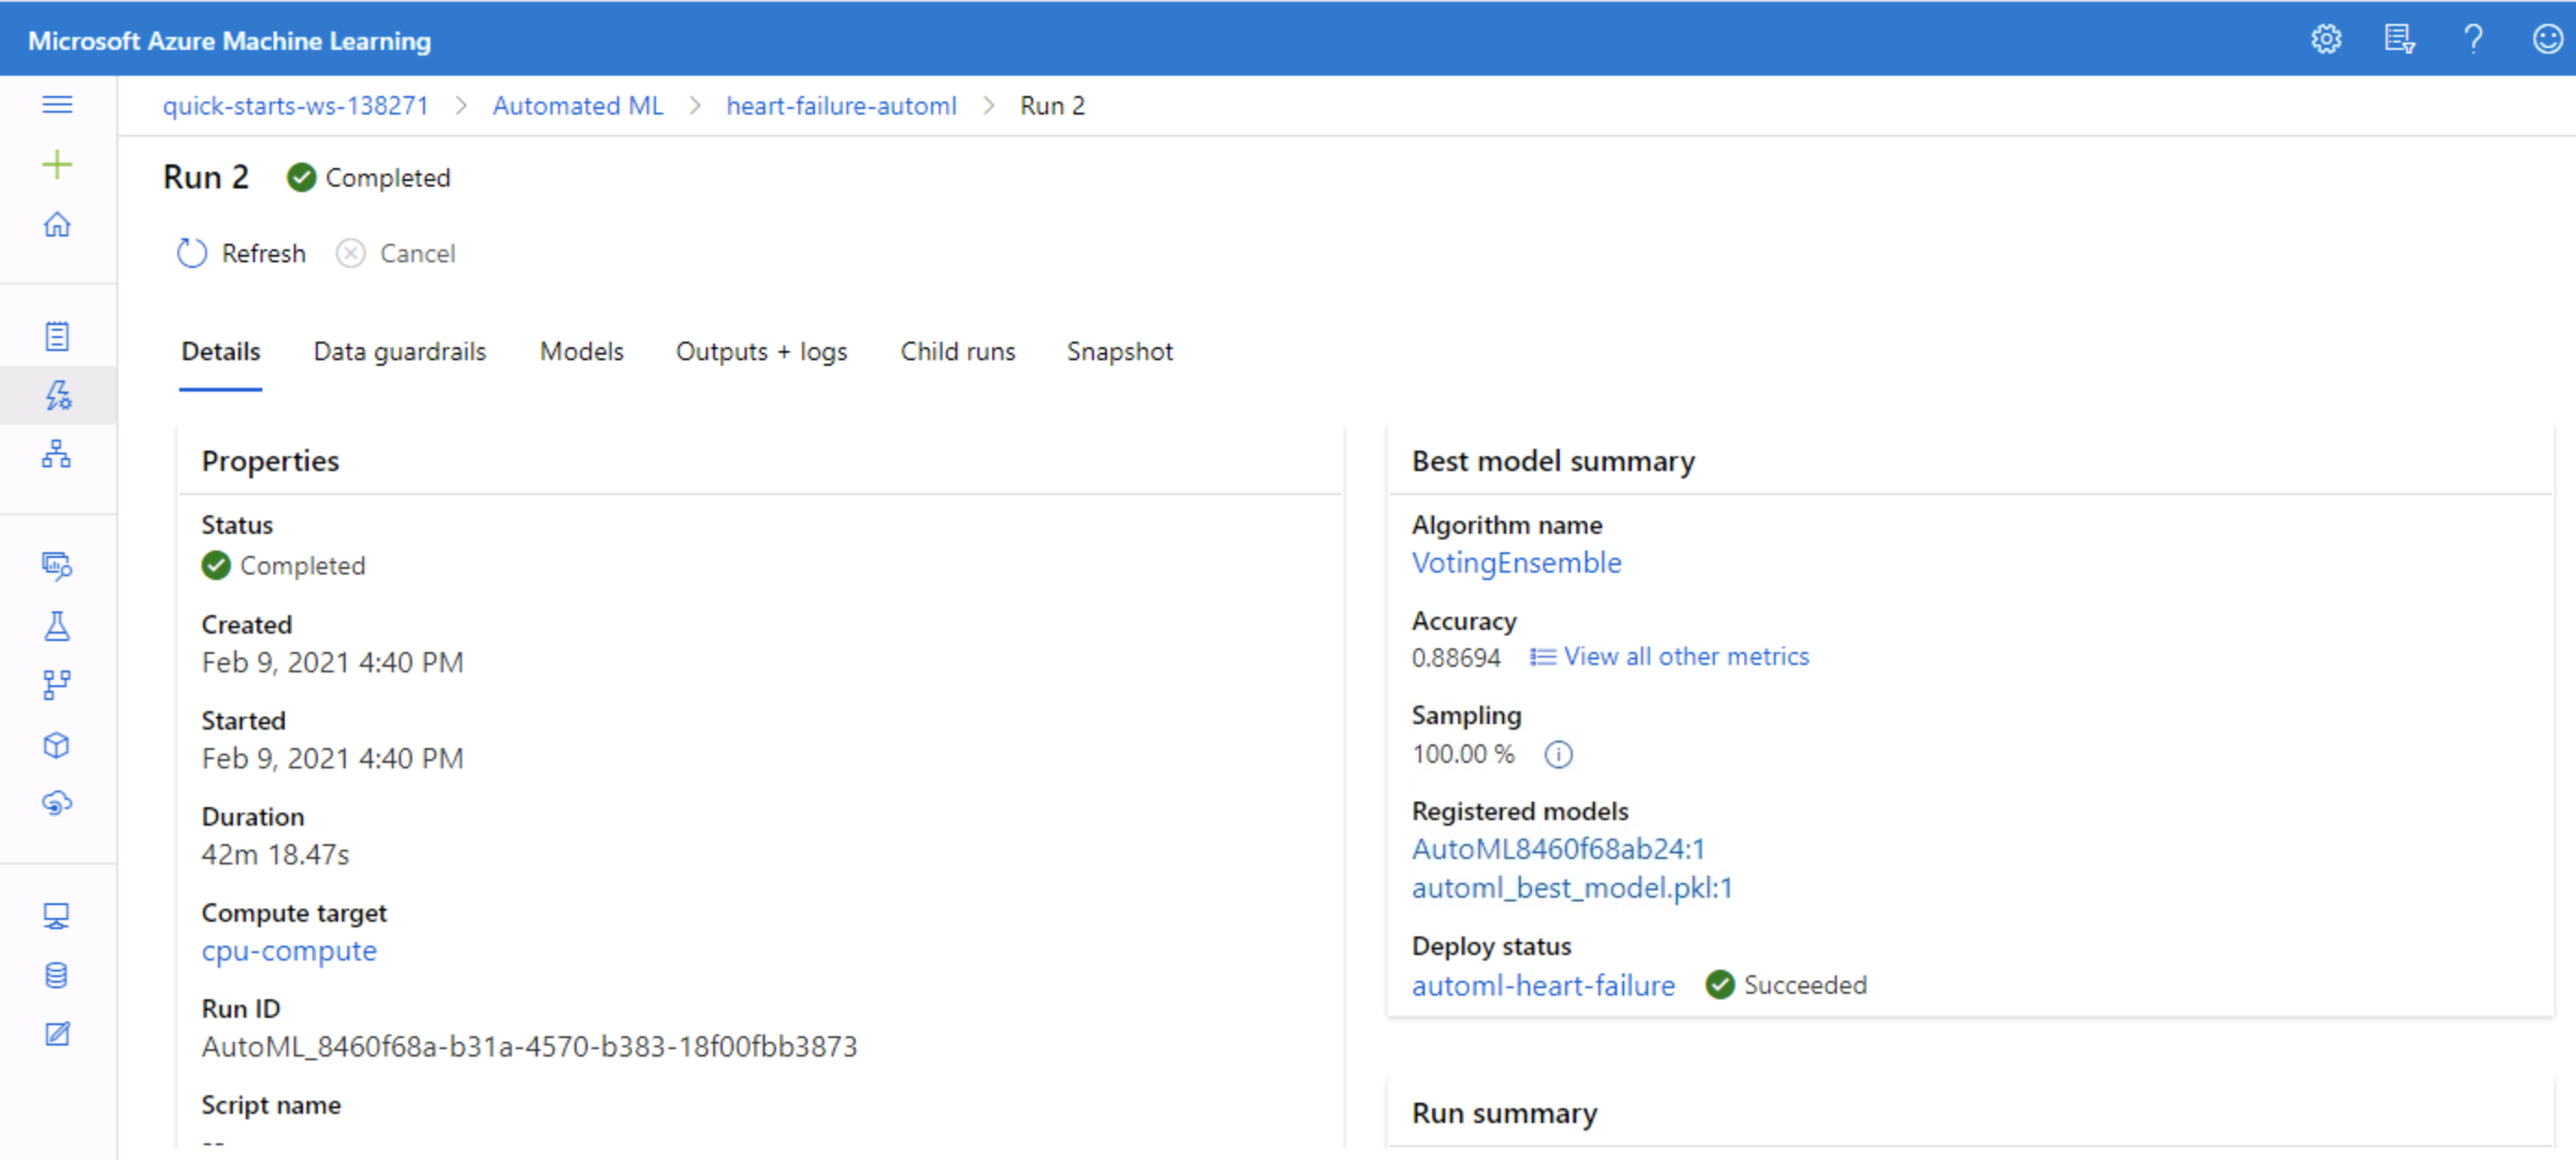 Microsoft Azure Machine Learning
quick-starts-ws-138271 > Automated ML > heart-failure-automl > Run 2
Run 2 Completed
Refresh Cancel
Details Data guardrails Models Outputs + logs Child runs Snapshot
Properties
Status
Completed
Created
Feb 9, 2021 4:40 PM
Started
Feb 9, 2021 4:40 PM
Duration
42m 18.47s
Compute target
cpu-compute
Run ID
AutoML_8460f68a-b31a-4570-b383-18f00fbb3873
Script name
--
Best model summary
Algorithm name
VotingEnsemble
Accuracy
0.88694 View all other metrics
Sampling
100.00 %
Registered models
AutoML8460f68ab24:1
automl_best_model.pkl:1
Deploy status
automl-heart-failure Succeeded
Run summary